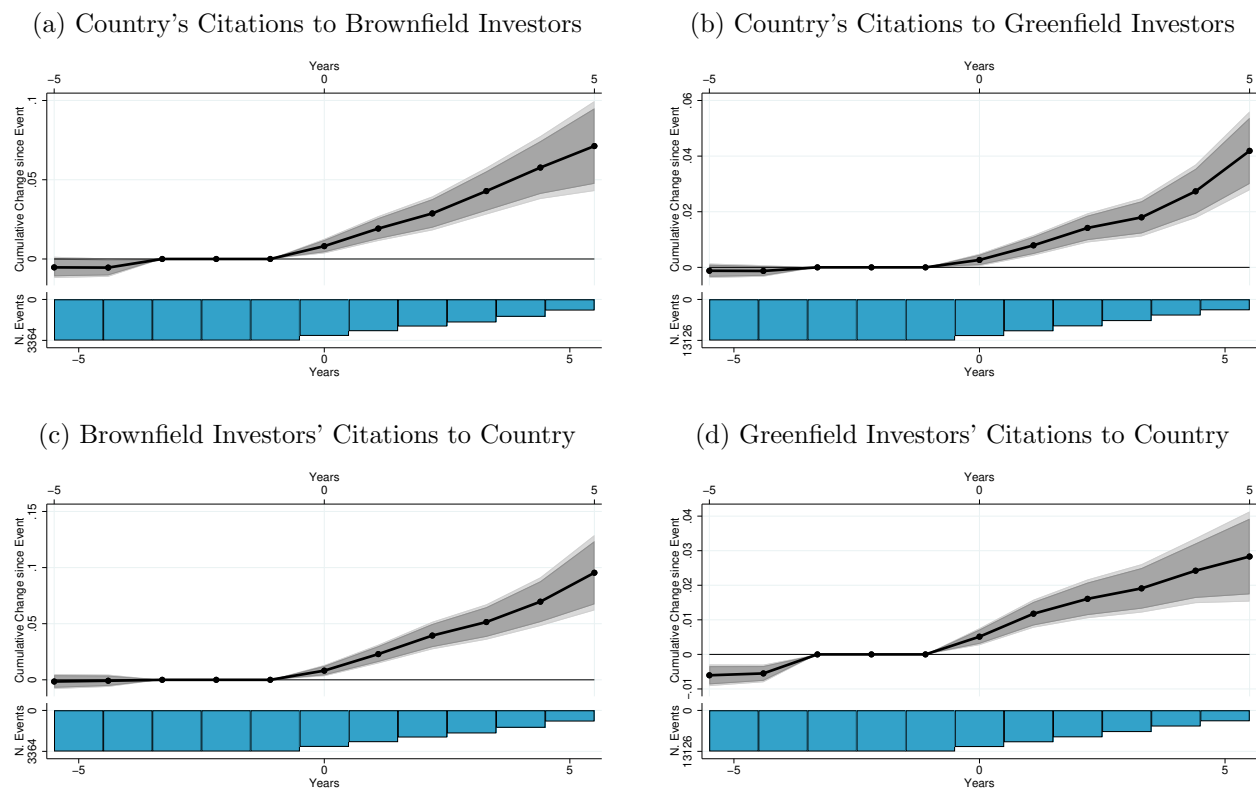 (a) Country's Citations to Brownfield Investors
Years
−5 0 5
Cumulative Change since Event
0 .05 .1
N. Events
3364 0
−5 0 5
Years
(b) Country's Citations to Greenfield Investors
Years
−5 0 5
Cumulative Change since Event
0 .02 .04 .06
N. Events
13126 0
−5 0 5
Years
(c) Brownfield Investors' Citations to Country
Years
−5 0 5
Cumulative Change since Event
0 .05 .1 .15
N. Events
3364 0
−5 0 5
Years
(d) Greenfield Investors' Citations to Country
Years
−5 0 5
Cumulative Change since Event
−.01 0 .01 .02 .03 .04
N. Events
13126 0
−5 0 5
Years